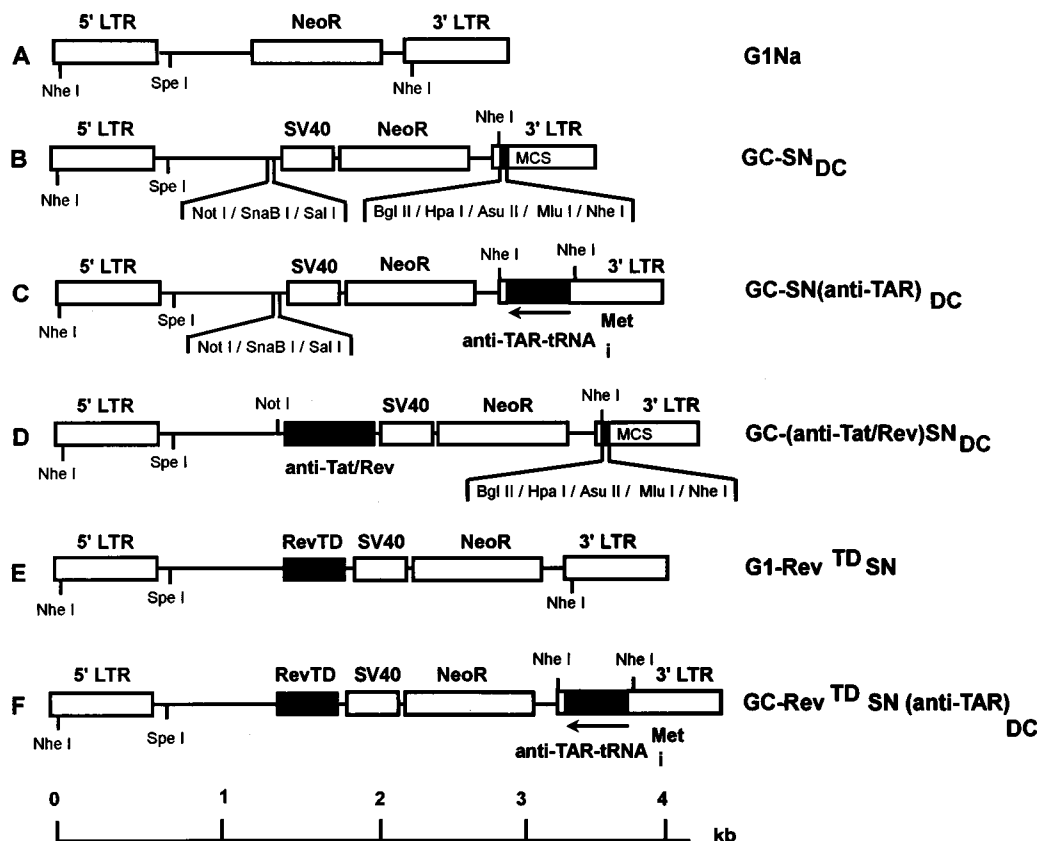 5' LTR NeoR 3' LTR
A G1Na
Nhe I Spe I Nhe I
5' LTR SV40 NeoR Nhe I 3' LTR
B MCS GC-SN DC
Nhe I Spe I
Not I / SnaB I / Sal I Bgl II / Hpa I / Asu II / Mlu I / Nhe I
5' LTR SV40 NeoR Nhe I Nhe I 3' LTR
C GC-SN(anti-TAR) DC
Nhe I Spe I
Not I / SnaB I / Sal I anti-TAR-tRNA Met i
5' LTR Not I SV40 NeoR Nhe I 3' LTR
D MCS GC-(anti-Tat/Rev)SN DC
Nhe I Spe I anti-Tat/Rev
Bgl II / Hpa I / Asu II / Mlu I / Nhe I
5' LTR RevTD SV40 NeoR 3' LTR
E G1-Rev TD SN
Nhe I Spe I Nhe I
5' LTR RevTD SV40 NeoR Nhe I Nhe I 3' LTR
F GC-Rev TD SN (anti-TAR) DC
Nhe I Spe I anti-TAR-tRNA Met i
0 1 2 3 4
kb